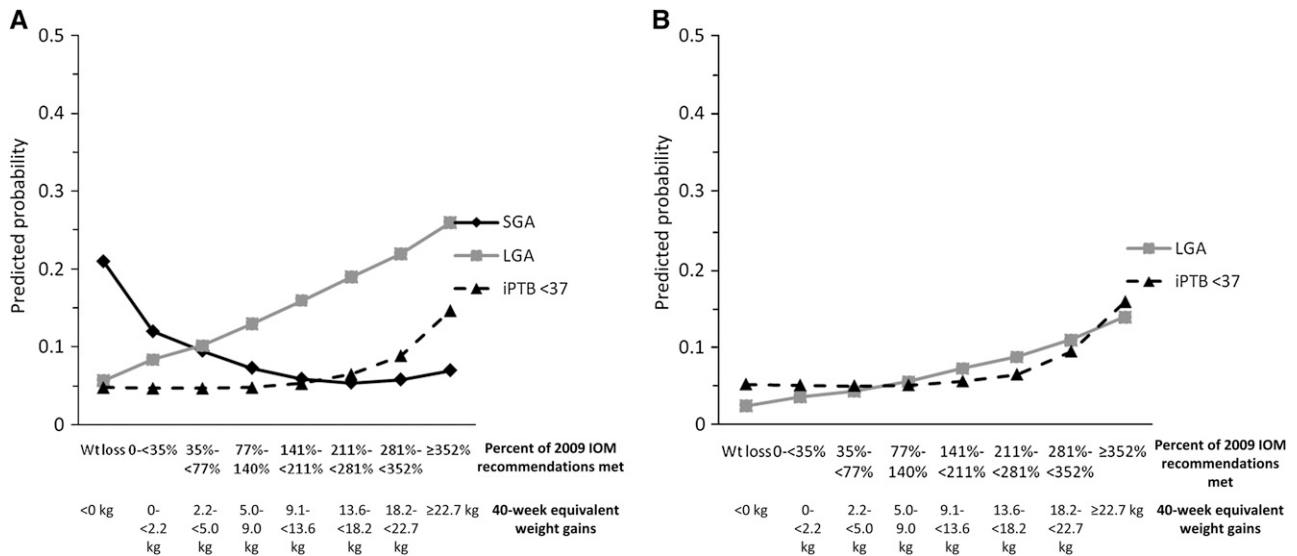 A
0.5
0.4
0.3
0.2
0.1
0
Predicted probability
SGA
LGA
iPTB <37
Wt loss 0-<35% 35%- 77%- 141%- 211%- 281%- ≥352% Percent of 2009 IOM
<77% 140% <211% <281% <352% recommendations met
<0 kg 0- 2.2- 5.0- 9.1- 13.6- 18.2- ≥22.7 kg 40-week equivalent
<2.2 <5.0 9.0 <13.6 <18.2 <22.7 weight gains
kg kg kg kg kg kg
B
0.5
0.4
0.3
0.2
0.1
0
Predicted probability
LGA
iPTB <37
Wt loss 0-<35% 35%- 77%- 141%- 211%- 281%- ≥352% Percent of 2009 IOM
<77% 140% <211% <281% <352% recommendations
met
<0 kg 0- 2.2- 5.0- 9.1- 13.6- 18.2- ≥22.7 kg 40-week equivalent
<2.2 <5.0 9.0 <13.6 <18.2 <22.7 weight gains
kg kg kg kg kg kg